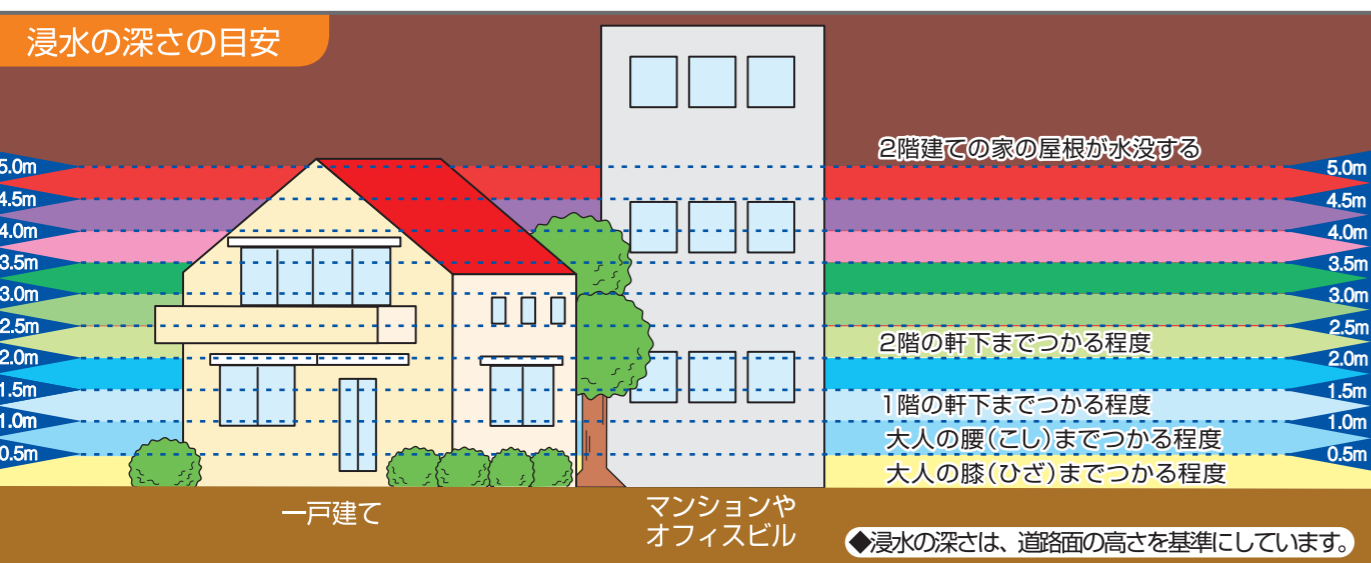 浸水の深さの目安
2階建ての家の屋根が水没する
5.0m 5.0m
4.5m 4.5m
4.0m 4.0m
3.5m 3.5m
3.0m 3.0m
2.5m 2.5m
2階の軒下までつかる程度
2.0m 2.0m
1.5m 1.5m
1階の軒下までつかる程度
1.0m 1.0m
大人の腰(こし)までつかる程度
0.5m 0.5m
大人の膝(ひざ)までつかる程度
一戸建て
マンションや
オフィスビル
◆浸水の深さは、道路面の高さを基準にしています。